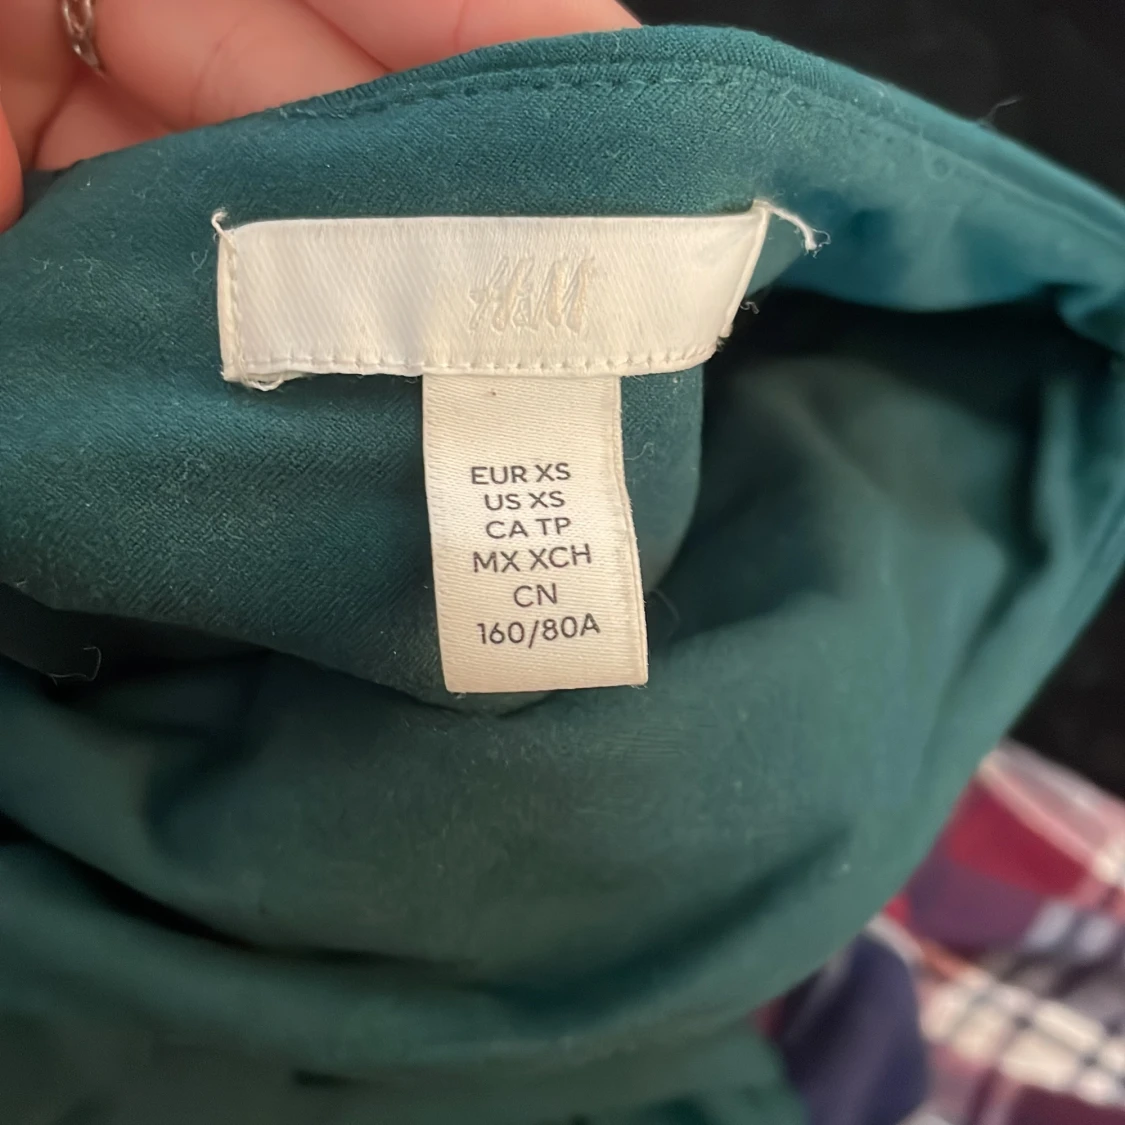 H&M
EUR XS
US XS
CA TP
MX XCH
CN
160/80A